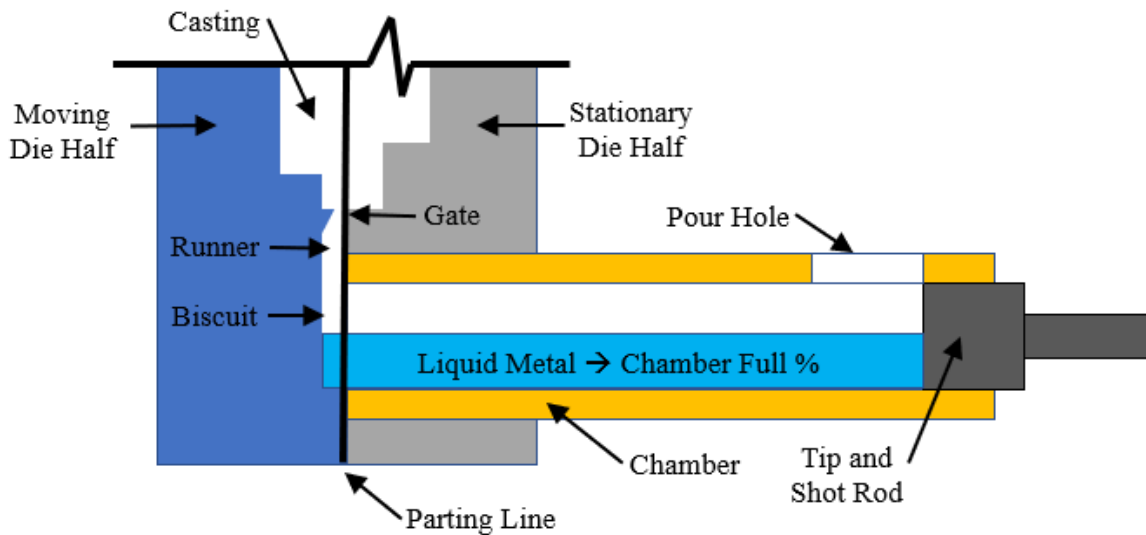 Casting
Moving
Die Half
Stationary
Die Half
Gate
Pour Hole
Runner
Biscuit
Liquid Metal → Chamber Full %
Chamber
Tip and
Shot Rod
Parting Line